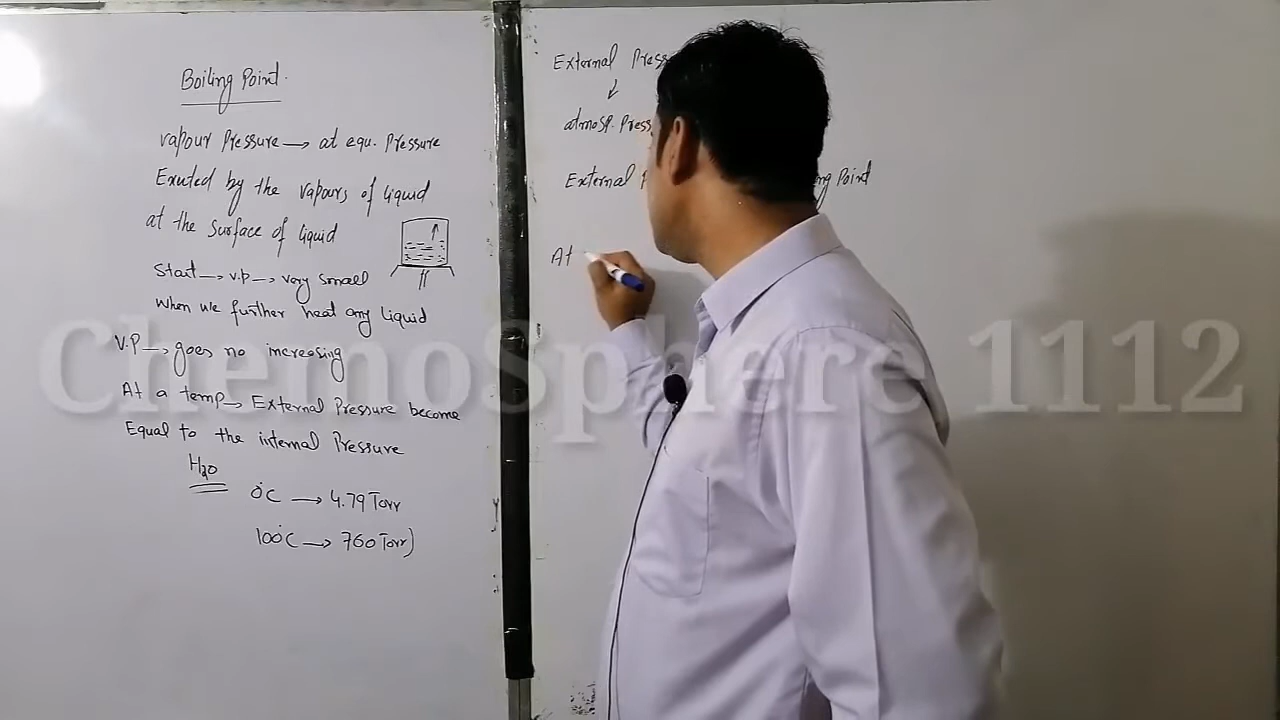 Boiling Point.
vapour Pressure → at equ. Pressure
Exerted by the vapours of liquid
at the surface of liquid
Start → v.p → very small
when we further heat any liquid
V.P → goes no increasing
At a temp → External Pressure become
Equal to the internal Pressure
H2O
0°C → 4.79 Torr
100°C → 760 Torr)
External Press
atmosp. Press
External Point
At
ChemoSphere 1112